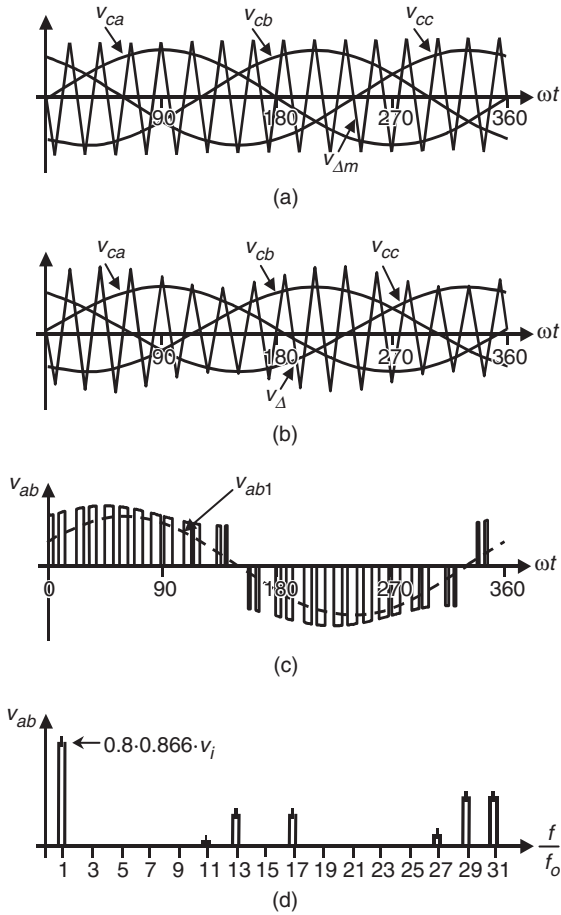 v_ca v_cb v_cc
ωt
90 180 270 360
v_Δm
(a)
v_ca v_cb v_cc
ωt
90 180 270 360
v_Δ
(b)
v_ab v_ab1
ωt
0 90 180 270 360
(c)
v_ab
0.8·0.866·v_i
1 3 5 7 9 11 13 15 17 19 21 23 25 27 29 31
f
f_o
(d)